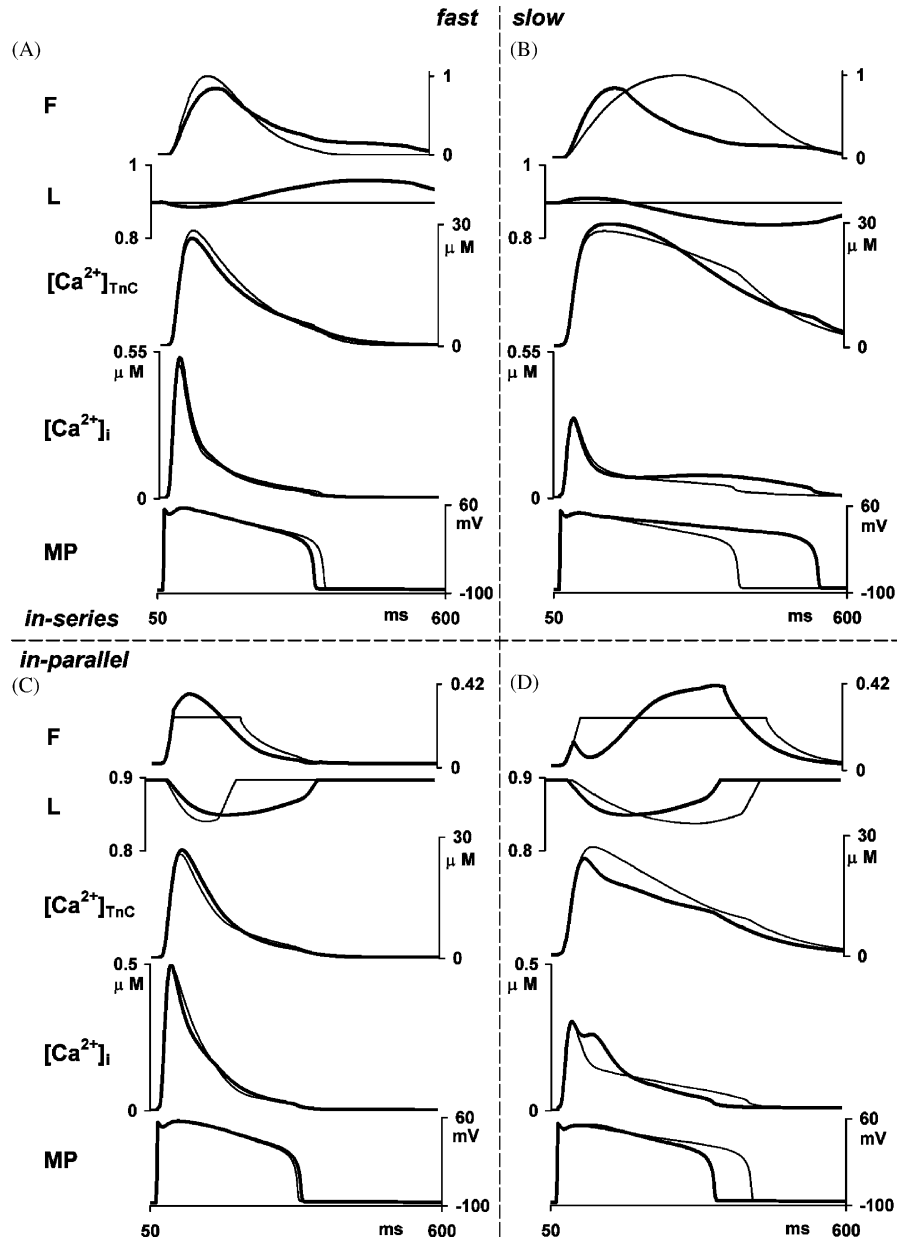 fast slow
(A) (B)
F 1 1
0 0
1 1
L
0.8 30 0.8 30
μ M μ M
[Ca²⁺]TnC
0 0
0.55 0.55
μ M μ M
[Ca²⁺]i
0 60 0 60
mV mV
MP
-100 -100
50 ms 600 50 ms 600
in-series
in-parallel
(C) (D)
0.42 0.42
F
0 0
0.9 0.9
L
0.8 30 0.8 30
μ M μ M
[Ca²⁺]TnC
0 0
0.5 0.5
μ M μ M
[Ca²⁺]i
0 60 0 60
mV mV
MP
-100 -100
50 ms 600 50 ms 600